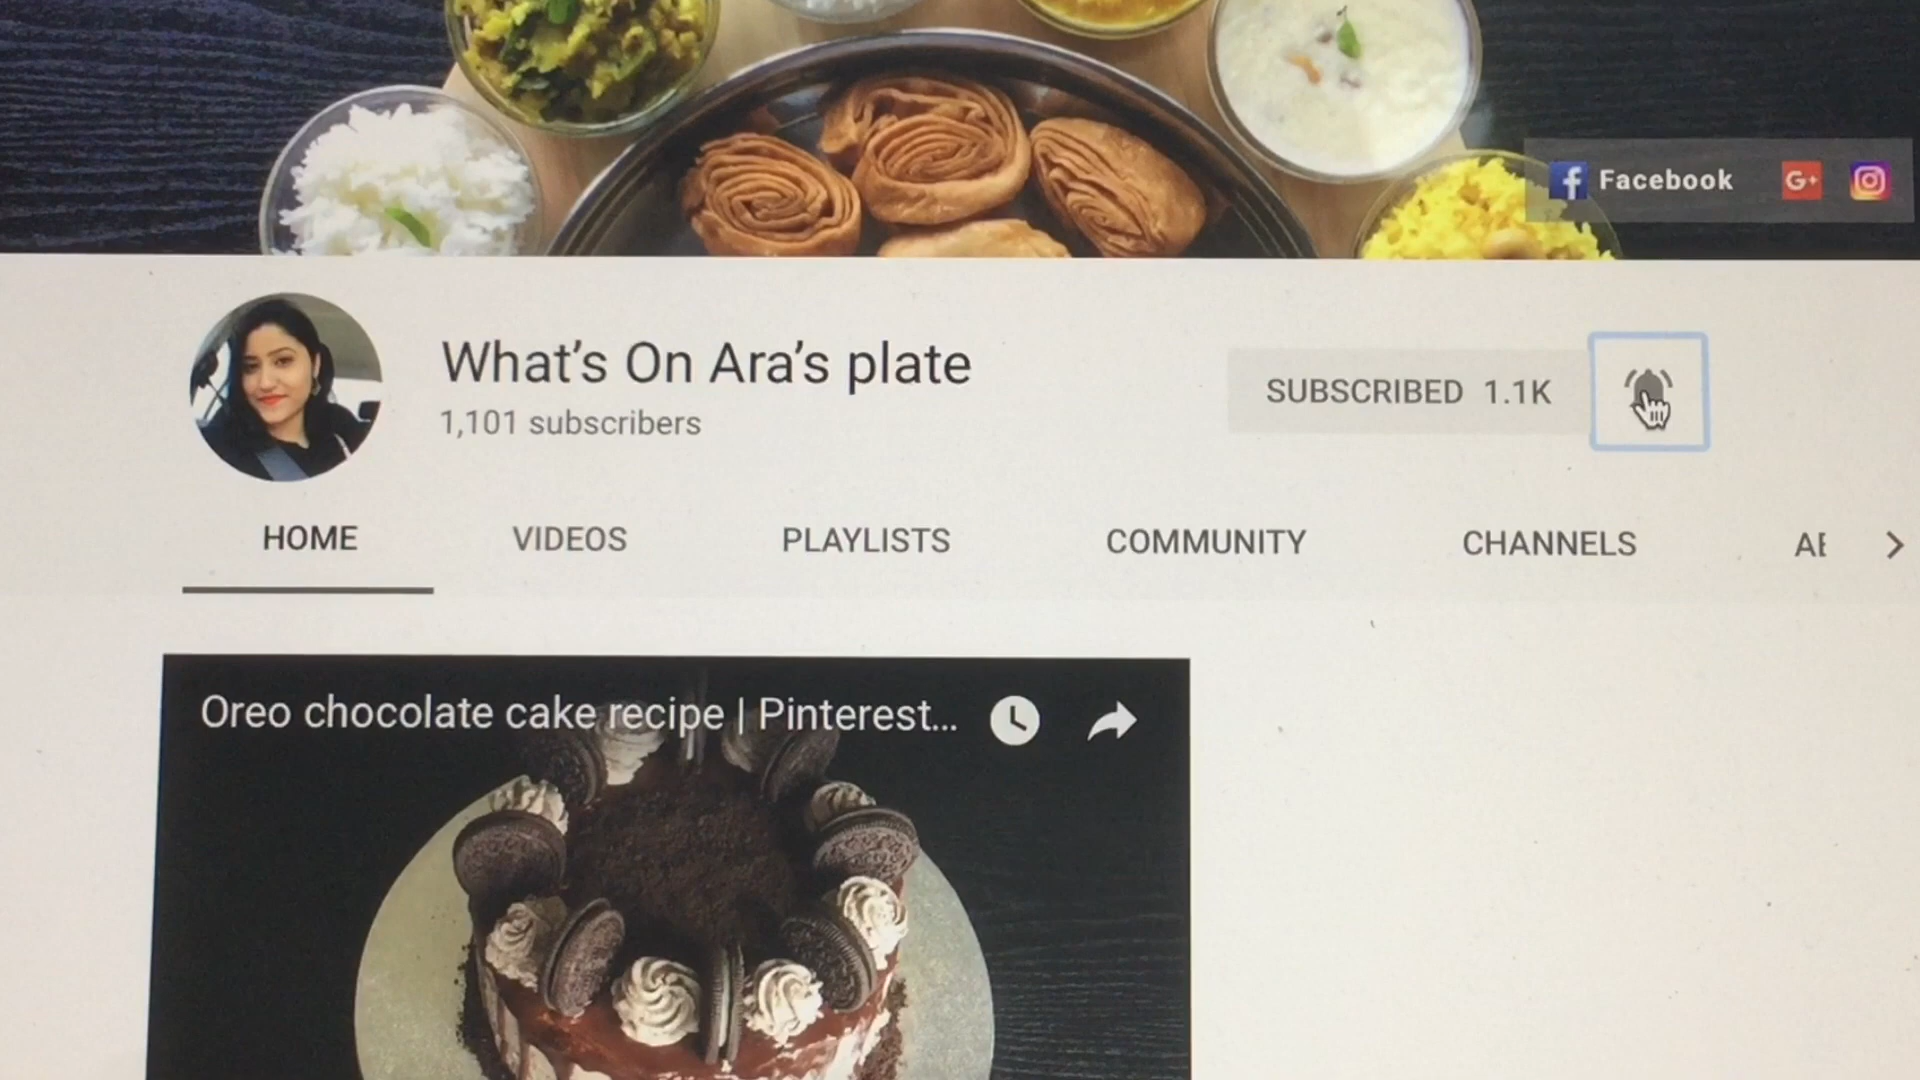 Facebook
G+
What's On Ara's plate
1,101 subscribers
SUBSCRIBED 1.1K
HOME VIDEOS PLAYLISTS COMMUNITY CHANNELS
Oreo chocolate cake recipe | Pinterest...